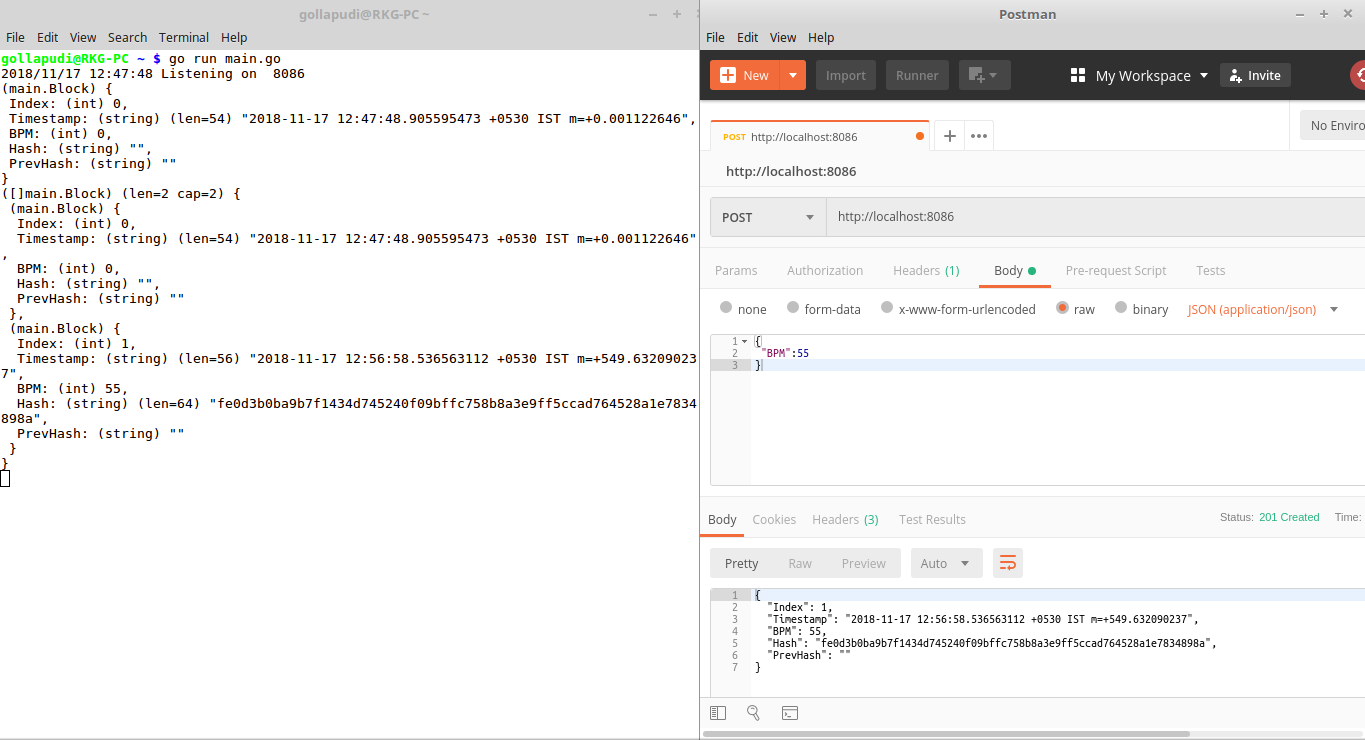 gollapudi@RKG-PC ~
File Edit View Search Terminal Help
gollapudi@RKG-PC ~ $ go run main.go
2018/11/17 12:47:48 Listening on  8086
(main.Block) {
 Index: (int) 0,
 Timestamp: (string) (len=54) "2018-11-17 12:47:48.905595473 +0530 IST m=+0.001122646",
 BPM: (int) 0,
 Hash: (string) "",
 PrevHash: (string) ""
}
([]main.Block) (len=2 cap=2) {
 (main.Block) {
  Index: (int) 0,
  Timestamp: (string) (len=54) "2018-11-17 12:47:48.905595473 +0530 IST m=+0.001122646"
,
  BPM: (int) 0,
  Hash: (string) "",
  PrevHash: (string) ""
 },
 (main.Block) {
  Index: (int) 1,
  Timestamp: (string) (len=56) "2018-11-17 12:56:58.536563112 +0530 IST m=+549.63209023
7",
  BPM: (int) 55,
  Hash: (string) (len=64) "fe0d3b0ba9b7f1434d745240f09bffc758b8a3e9ff5ccad764528a1e7834
898a",
  PrevHash: (string) ""
 }
}
Postman
File Edit View Help
New Import Runner My Workspace Invite
POST http://localhost:8086
No Enviro
http://localhost:8086
POST http://localhost:8086
Params Authorization Headers (1) Body Pre-request Script Tests
none form-data x-www-form-urlencoded raw binary JSON (application/json)
1 {
2 "BPM":55
3 }
Body Cookies Headers (3) Test Results Status: 201 Created Time:
Pretty Raw Preview Auto
1 {
2   "Index": 1,
3   "Timestamp": "2018-11-17 12:56:58.536563112 +0530 IST m=+549.632090237",
4   "BPM": 55,
5   "Hash": "fe0d3b0ba9b7f1434d745240f09bffc758b8a3e9ff5ccad764528a1e7834898a",
6   "PrevHash": ""
7 }